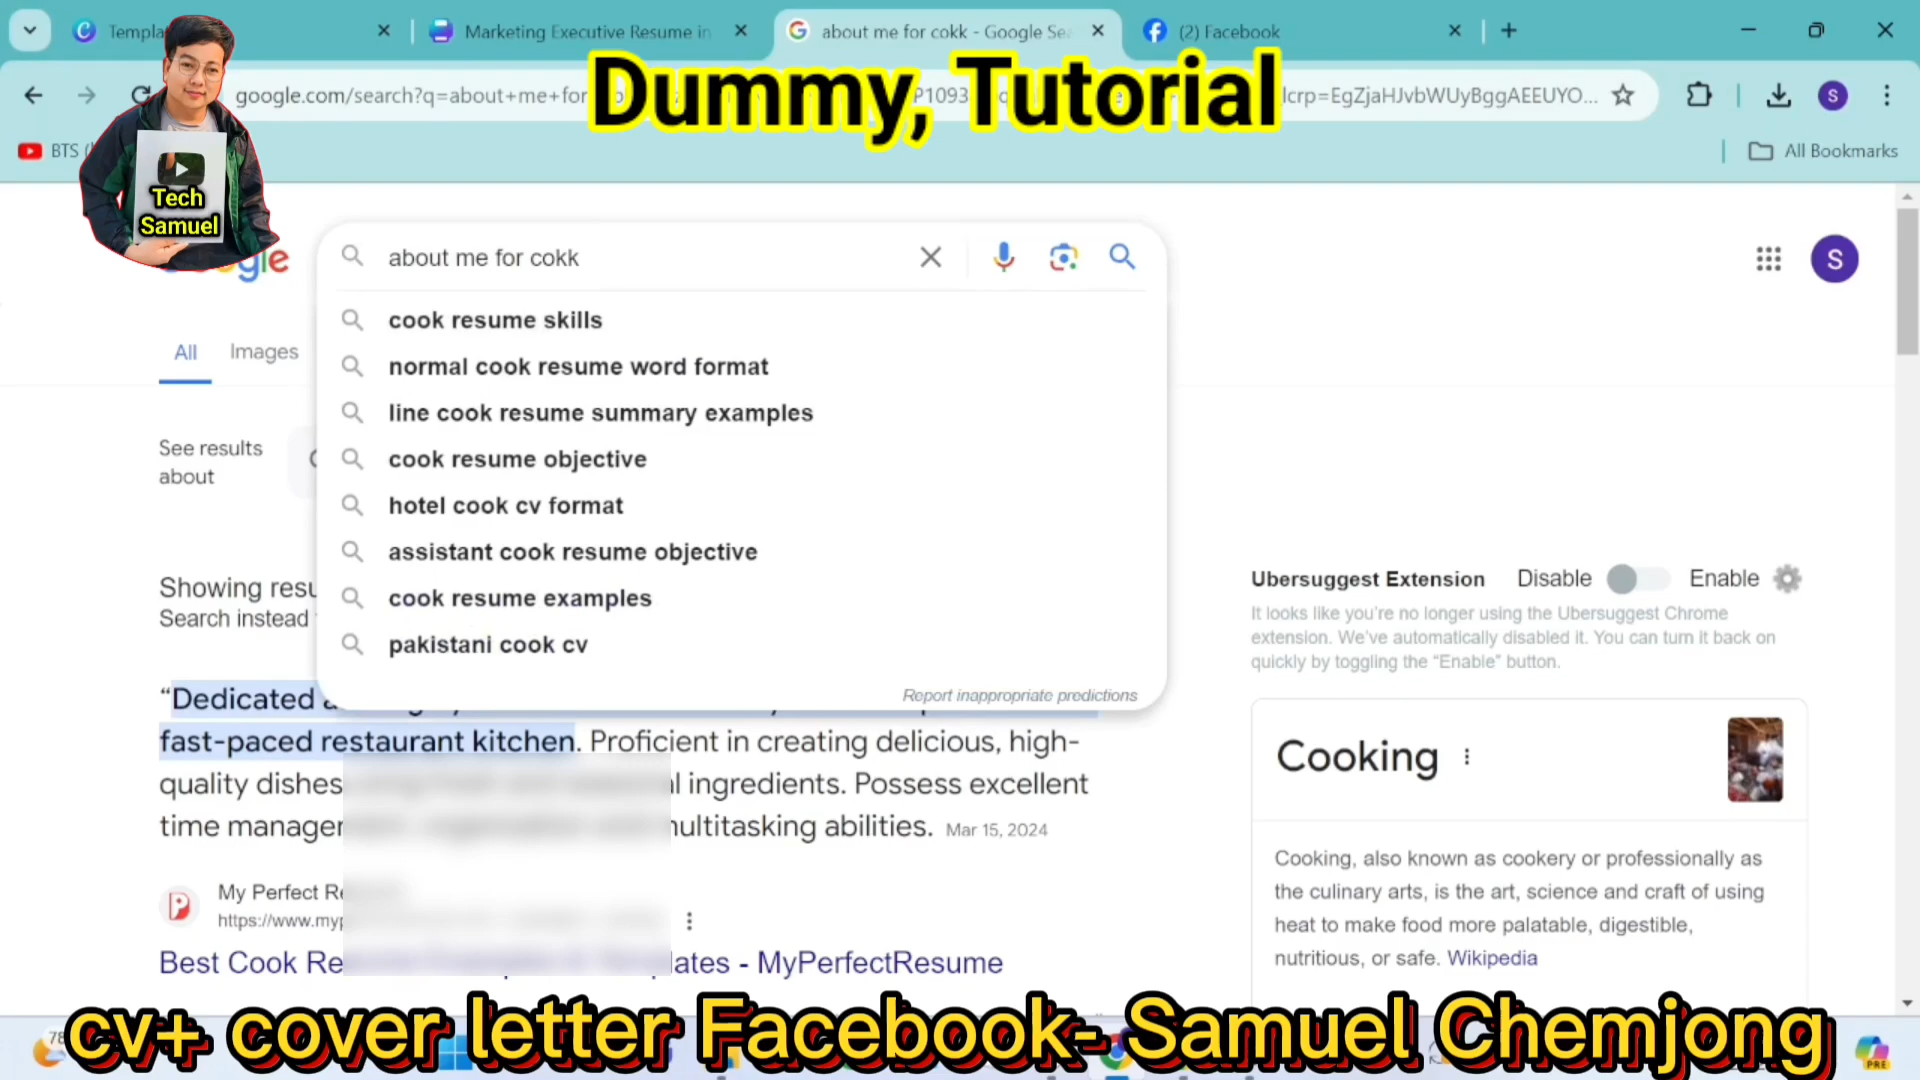 Templa
Marketing Executive Resume in
about me for cokk - Google Sea
(2) Facebook
google.com/search?q=about+me+for
P1093
lcrp=EgZjaHJvbWUyBggAEEUYO...
S
Dummy, Tutorial
BTS
All Bookmarks
Tech
Samuel
about me for cokk
S
cook resume skills
All
Images
normal cook resume word format
line cook resume summary examples
See results
about
cook resume objective
hotel cook cv format
assistant cook resume objective
cook resume examples
pakistani cook cv
Report inappropriate predictions
Showing resu
Search instead
Ubersuggest Extension Disable Enable
It looks like you're no longer using the Ubersuggest Chrome
extension. We've automatically disabled it. You can turn it back on
quickly by toggling the "Enable" button.
“Dedicated
fast-paced restaurant kitchen. Proficient in creating delicious, high-
quality dishes ingredients. Possess excellent
time manager multitasking abilities. Mar 15, 2024
Cooking
Cooking, also known as cookery or professionally as
the culinary arts, is the art, science and craft of using
heat to make food more palatable, digestible,
nutritious, or safe. Wikipedia
My Perfect Re
https://www.myp
Best Cook Re lates - MyPerfectResume
78
cv+ cover letter Facebook- Samuel Chemjong
PRE